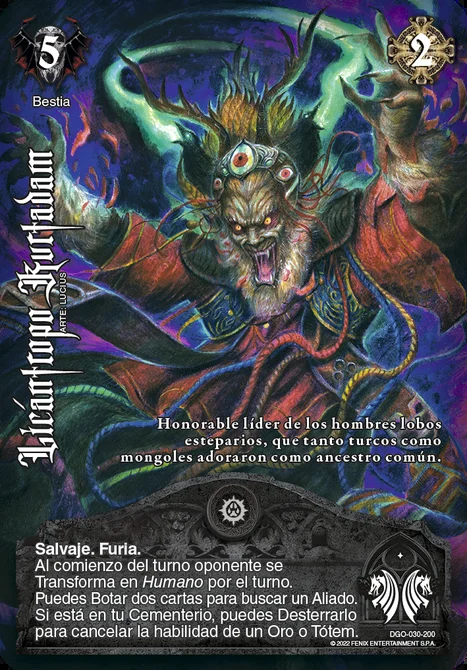 5
2
Bestia
Licántropo Kurtadam
ARTE: LUCIUS
Honorable líder de los hombres lobos
esteparios, que tanto turcos como
mongoles adoraron como ancestro común.
Salvaje. Furia.
Al comienzo del turno oponente se
Transforma en Humano por el turno.
Puedes Botar dos cartas para buscar un Aliado.
Si está en tu Cementerio, puedes Desterrarlo
para cancelar la habilidad de un Oro o Tótem.
DGO-030-200
© 2022 FENIX ENTERTAINMENT S.P.A.